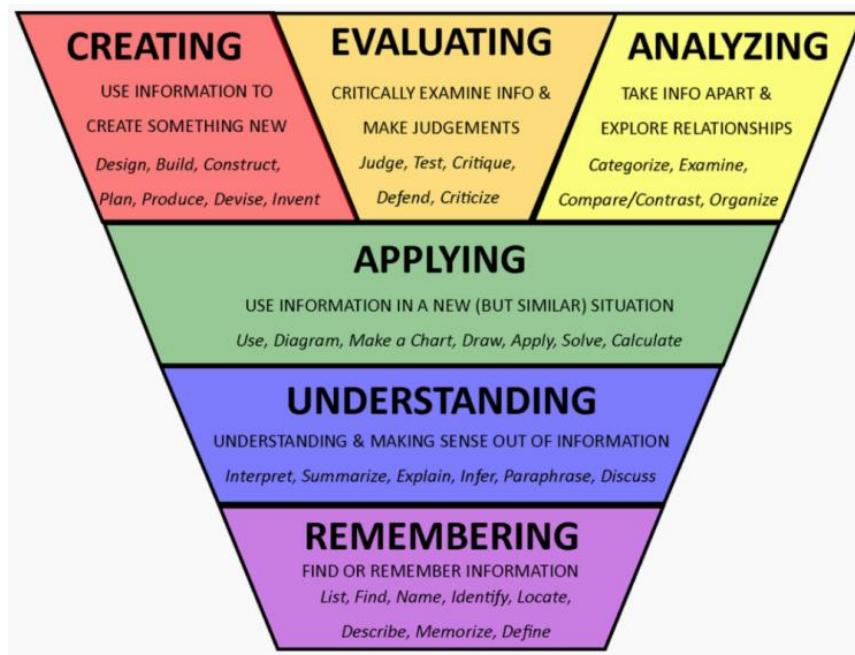 CREATING
USE INFORMATION TO
CREATE SOMETHING NEW
Design, Build, Construct,
Plan, Produce, Devise, Invent
EVALUATING
CRITICALLY EXAMINE INFO &
MAKE JUDGEMENTS
Judge, Test, Critique,
Defend, Criticize
ANALYZING
TAKE INFO APART &
EXPLORE RELATIONSHIPS
Categorize, Examine,
Compare/Contrast, Organize
APPLYING
USE INFORMATION IN A NEW (BUT SIMILAR) SITUATION
Use, Diagram, Make a Chart, Draw, Apply, Solve, Calculate
UNDERSTANDING
UNDERSTANDING & MAKING SENSE OUT OF INFORMATION
Interpret, Summarize, Explain, Infer, Paraphrase, Discuss
REMEMBERING
FIND OR REMEMBER INFORMATION
List, Find, Name, Identify, Locate,
Describe, Memorize, Define